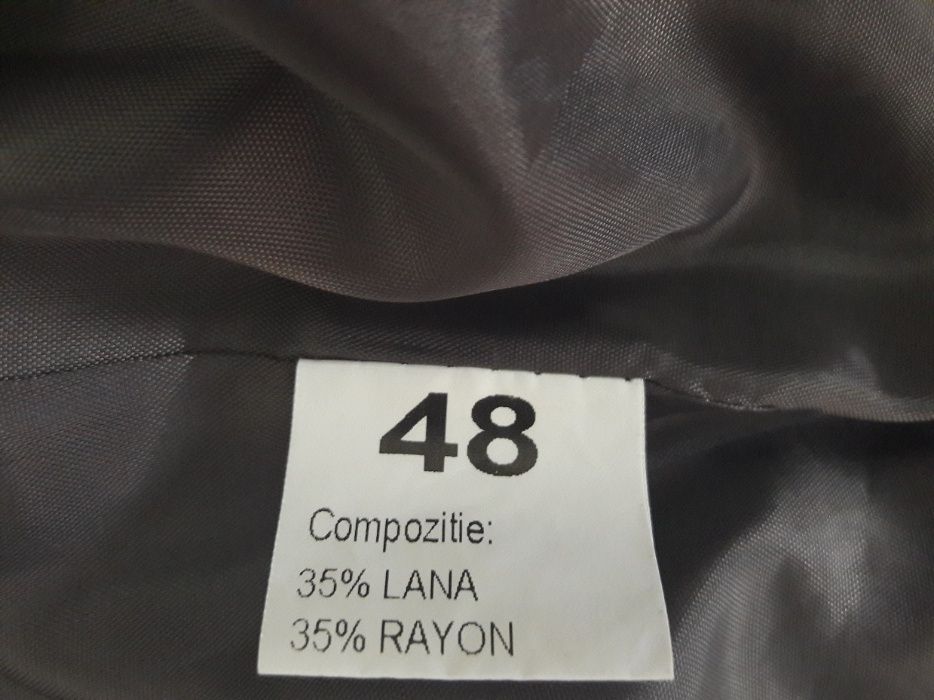 48
Compozitie:
35% LANA
35% RAYON